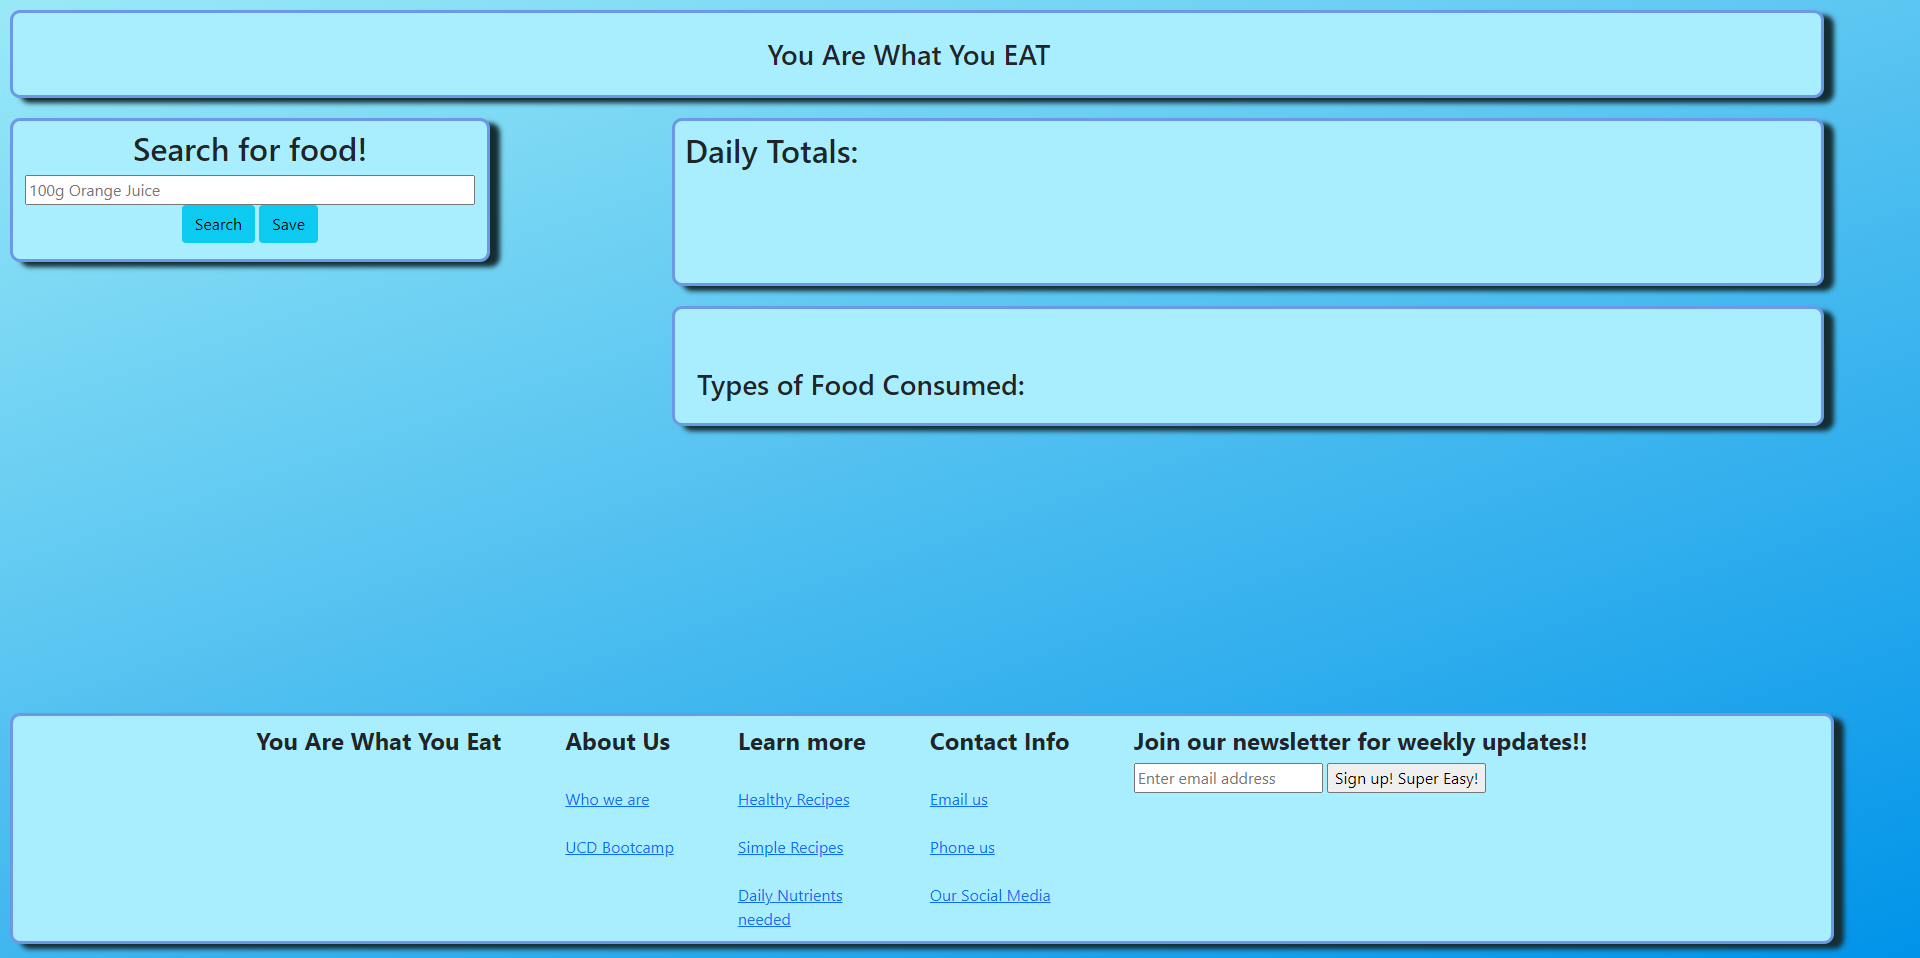 You Are What You EAT
Search for food!
100g Orange Juice
Search Save
Daily Totals:
Types of Food Consumed:
You Are What You Eat
About Us
Who we are
UCD Bootcamp
Learn more
Healthy Recipes
Simple Recipes
Daily Nutrients
needed
Contact Info
Email us
Phone us
Our Social Media
Join our newsletter for weekly updates!!
Enter email address Sign up! Super Easy!